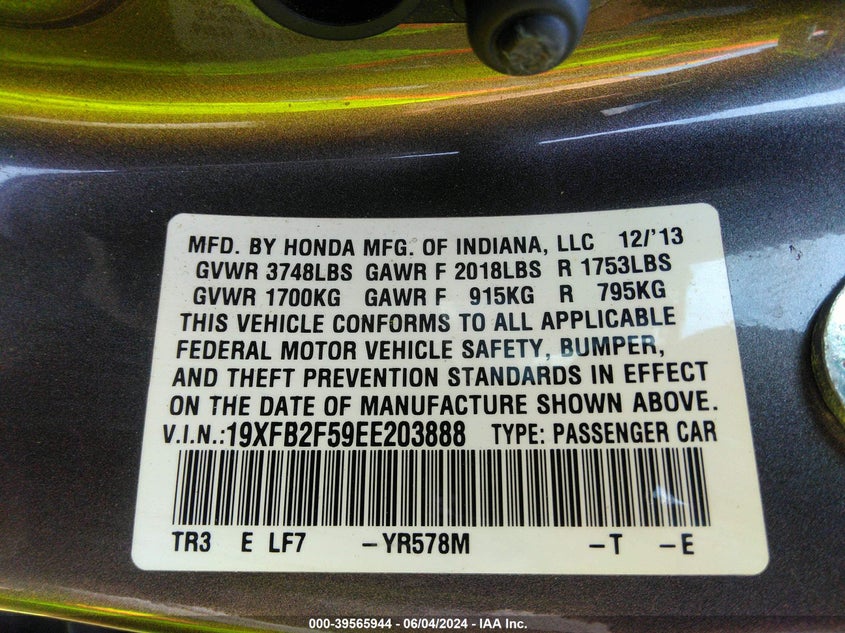 MFD. BY HONDA MFG. OF INDIANA, LLC 12/'13
GVWR 3748LBS GAWR F 2018LBS R 1753LBS
GVWR 1700KG GAWR F 915KG R 795KG
THIS VEHICLE CONFORMS TO ALL APPLICABLE
FEDERAL MOTOR VEHICLE SAFETY, BUMPER,
AND THEFT PREVENTION STANDARDS IN EFFECT
ON THE DATE OF MANUFACTURE SHOWN ABOVE.
V.I.N.:19XFB2F59EE203888 TYPE: PASSENGER CAR
TR3 E LF7 –YR578M –T –E
000-39565944 / 06/04/2024 - IAA Inc.